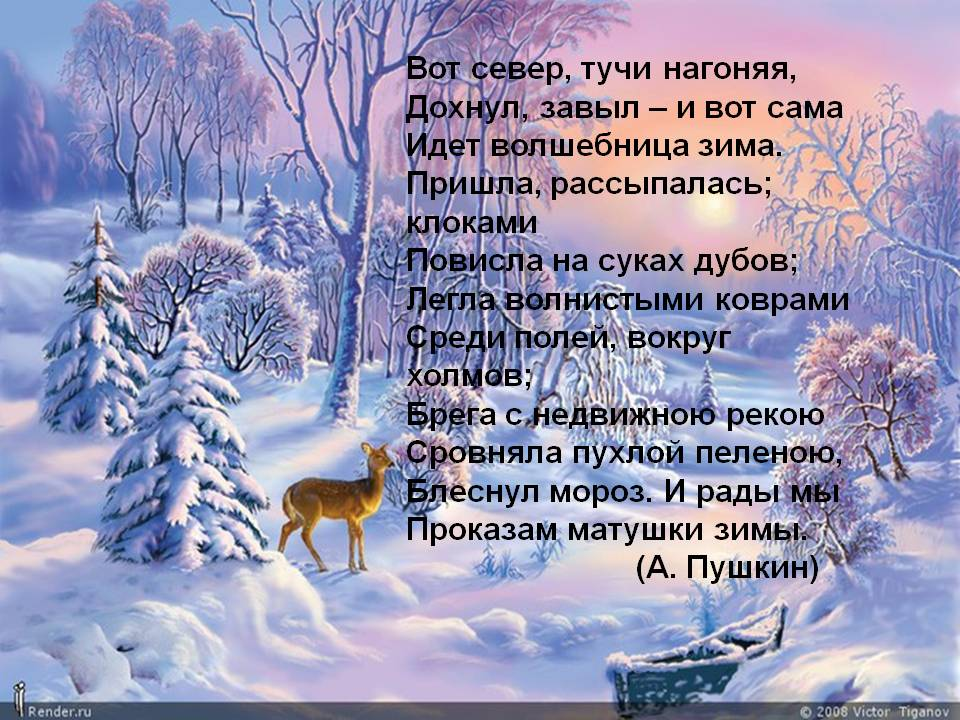 Вот север, тучи нагоняя,
Дохнул, завыл – и вот сама
Идет волшебница зима.
Пришла, рассыпалась;
клоками
Повисла на суках дубов;
Легла волнистыми коврами
Среди полей, вокруг
холмов;
Брега с недвижною рекою
Сровняла пухлой пеленою,
Блеснул мороз. И рады мы
Проказам матушки зимы.
(А. Пушкин)
Render.ru
© 2008 Victor Tiganov